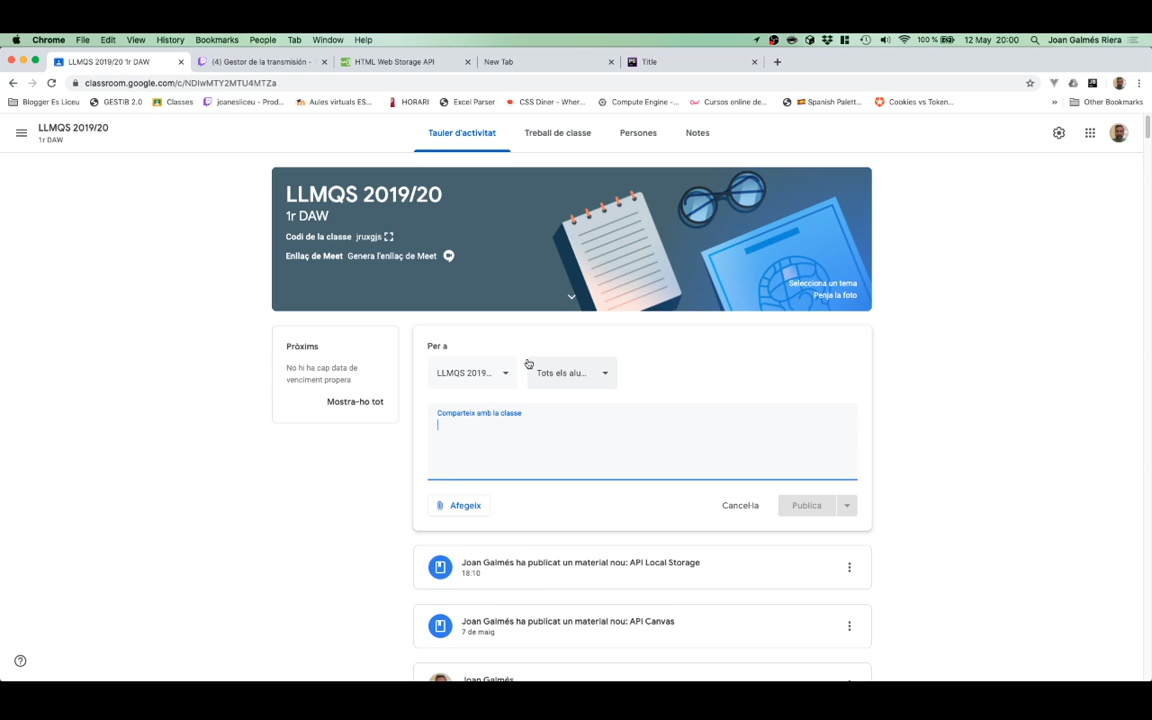 Chrome File Edit View History Bookmarks People Tab Window Help 100% 12 May 20:00 Joan Galmés Riera
LLMQS 2019/20 1r DAW (4) Gestor de la transmisión - HTML Web Storage API New Tab Title
classroom.google.com/c/NDIwMTY2MTU4MTZa
Blogger Es Liceu GESTIB 2.0 Classes joanesliceu - Prod... Aules virtuals ES... HORARI Excel Parser CSS Diner - Wher... Compute Engine -... Cursos online de... Spanish Palett... Cookies vs Token... » Other Bookmarks
LLMQS 2019/20
1r DAW
Tauler d'activitat Treball de classe Persones Notes
LLMQS 2019/20
1r DAW
Codi de la classe jruxgjs
Enllaç de Meet Genera l'enllaç de Meet
Selecciona un tema
Penja la foto
Pròxims
No hi ha cap data de
venciment propera
Mostra-ho tot
Per a
LLMQS 2019... Tots els alu...
Comparteix amb la classe
Afegeix Cancel·la Publica
Joan Galmés ha publicat un material nou: API Local Storage
18:10
Joan Galmés ha publicat un material nou: API Canvas
7 de maig
Joan Galmés